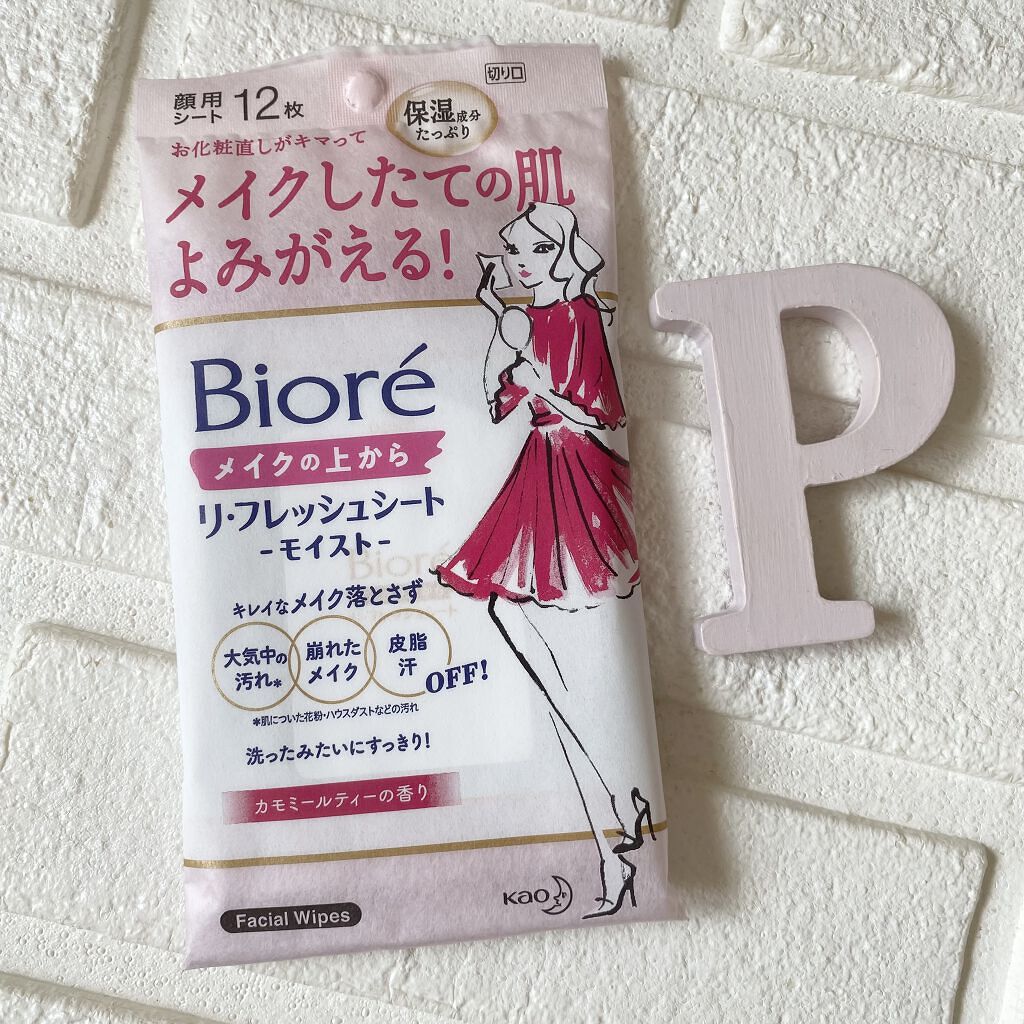 顔用
シート 12枚
保湿成分
たっぷり
切り口
お化粧直しがキマって
メイクしたての肌
よみがえる!
Bioré
メイクの上から
リ・フレッシュシート
-モイスト-
キレイなメイク落とさず
大気中の
汚れ*
崩れた
メイク
皮脂
汗
OFF!
*肌についた花粉・ハウスダストなどの汚れ
洗ったみたいにすっきり!
カモミールティーの香り
Facial Wipes
Kao
P